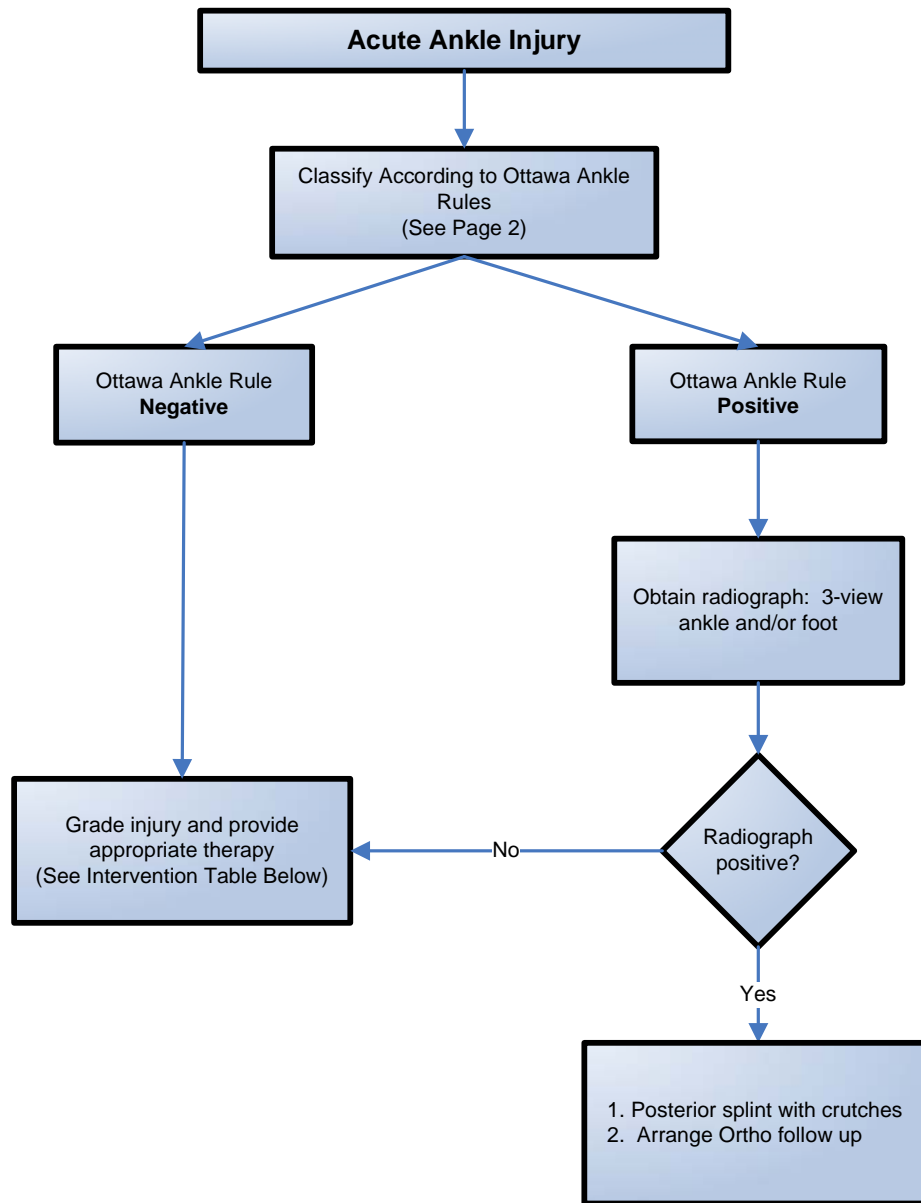 Acute Ankle Injury
Classify According to Ottawa Ankle
Rules
(See Page 2)
Ottawa Ankle Rule
Negative
Ottawa Ankle Rule
Positive
Obtain radiograph: 3-view
ankle and/or foot
Grade injury and provide
appropriate therapy
(See Intervention Table Below)
No
Radiograph
positive?
Yes
1. Posterior splint with crutches
2. Arrange Ortho follow up